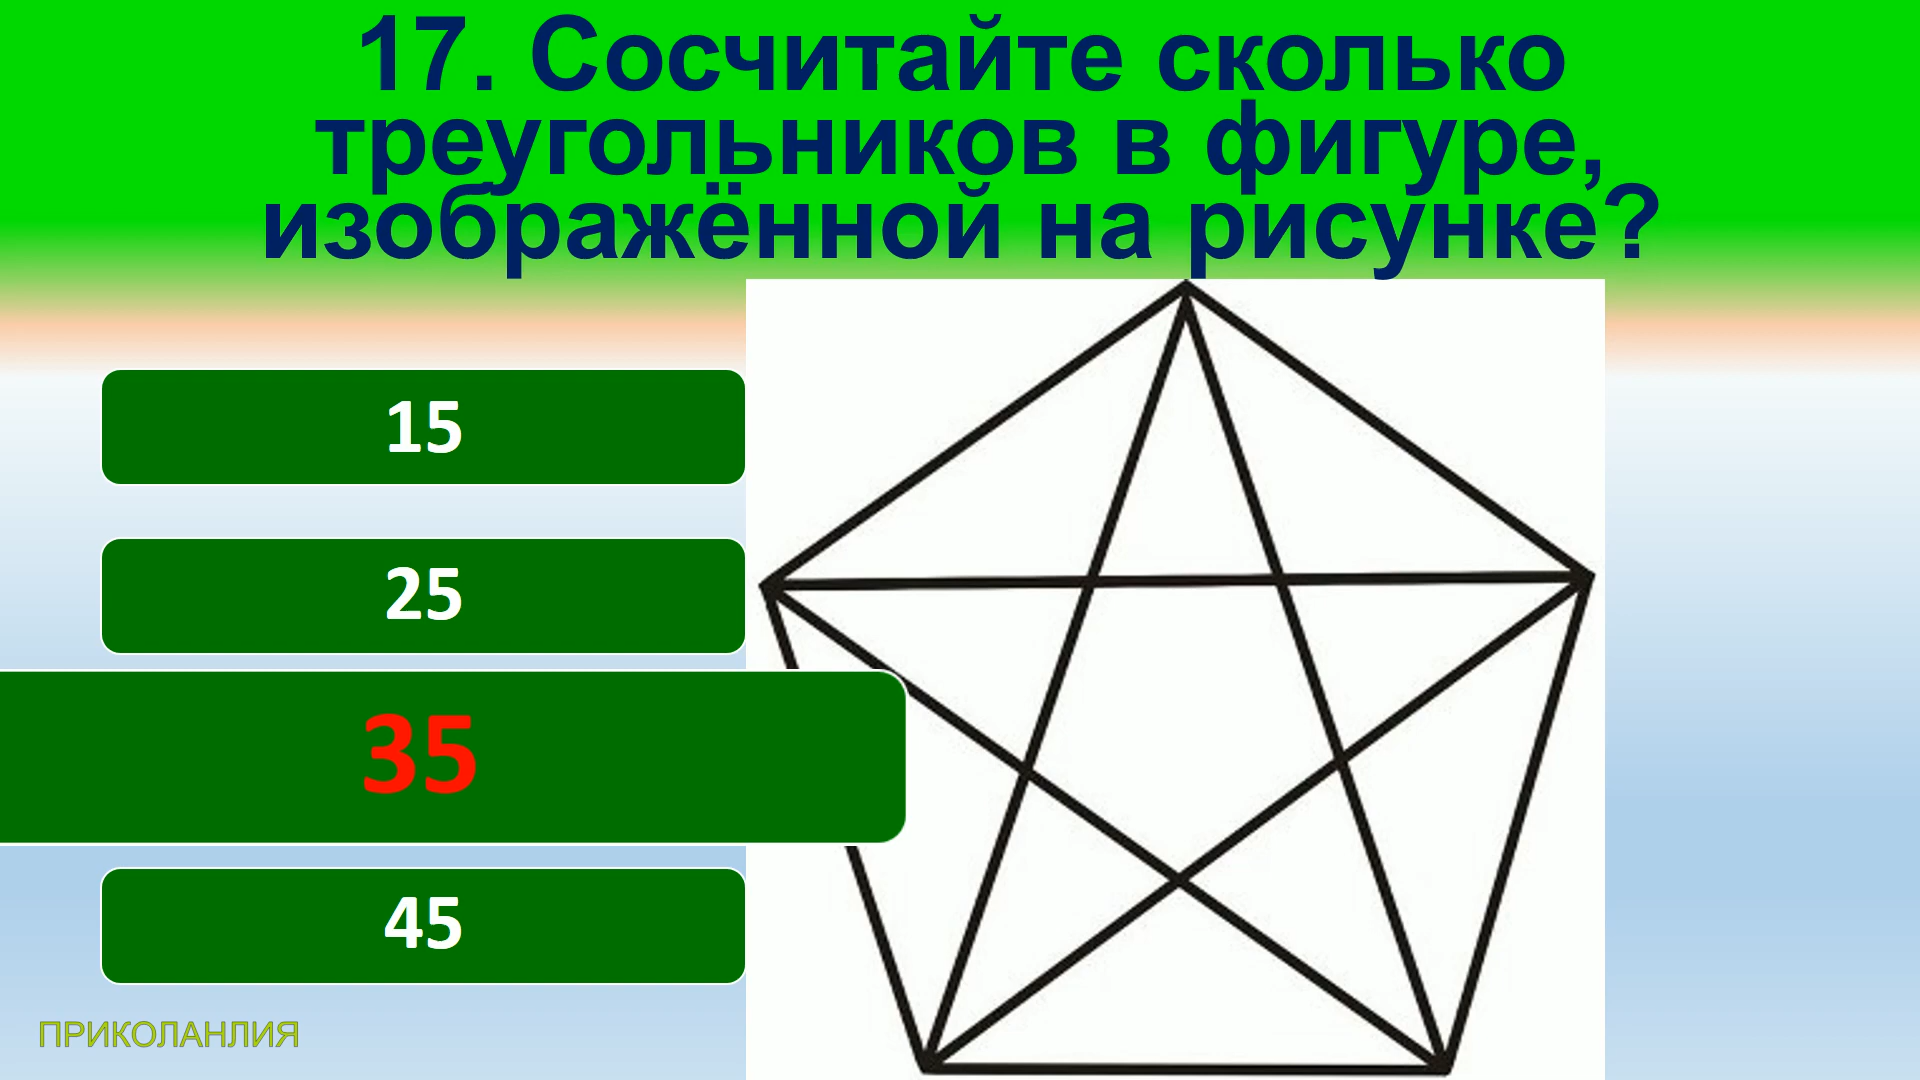 17. Сосчитайте сколько
треугольников в фигуре,
изображённой на рисунке?
15
25
35
45
ПРИКОЛАНЛИЯ